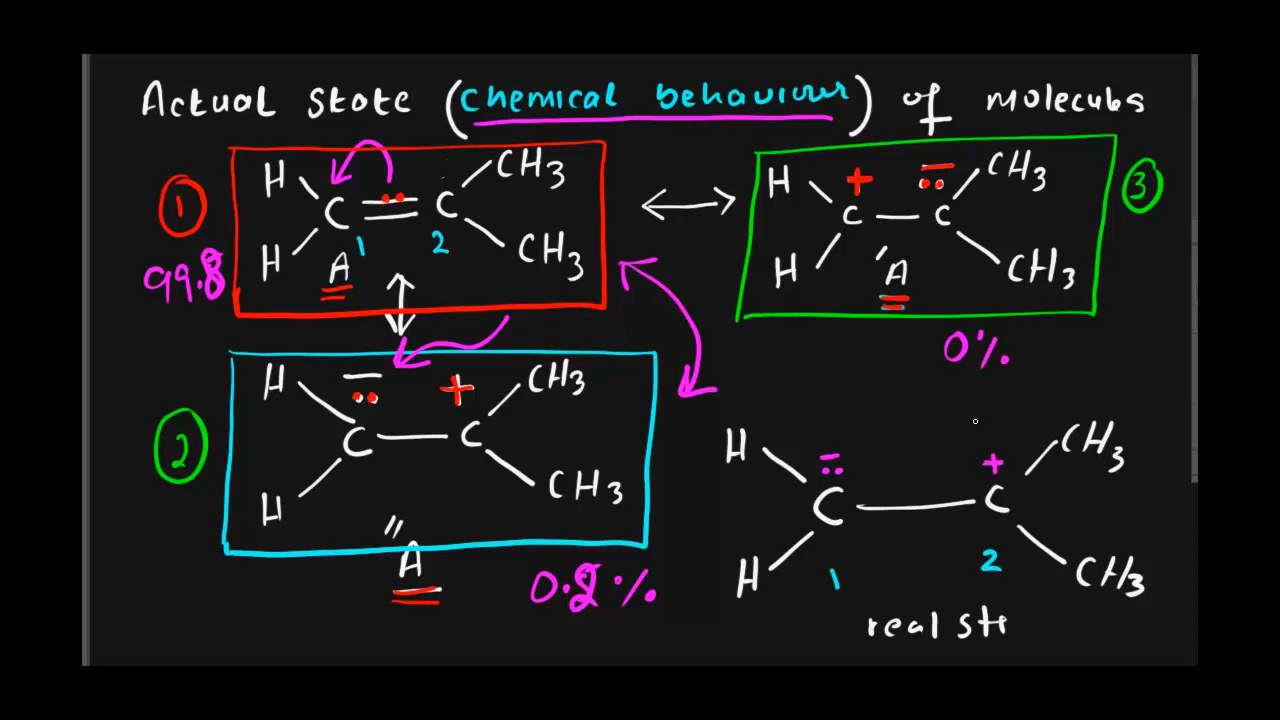 Actual state (chemical behaviour) of molecules
1
H
C = C
CH3
H
1
2
CH3
A
99.8
H
+
-
CH3
C - C
H
'A
CH3
3
0%
2
H
-
+
CH3
C - C
H
CH3
"A
0.2 %
H
-
+
CH3
C - C
H
1
2
CH3
real st